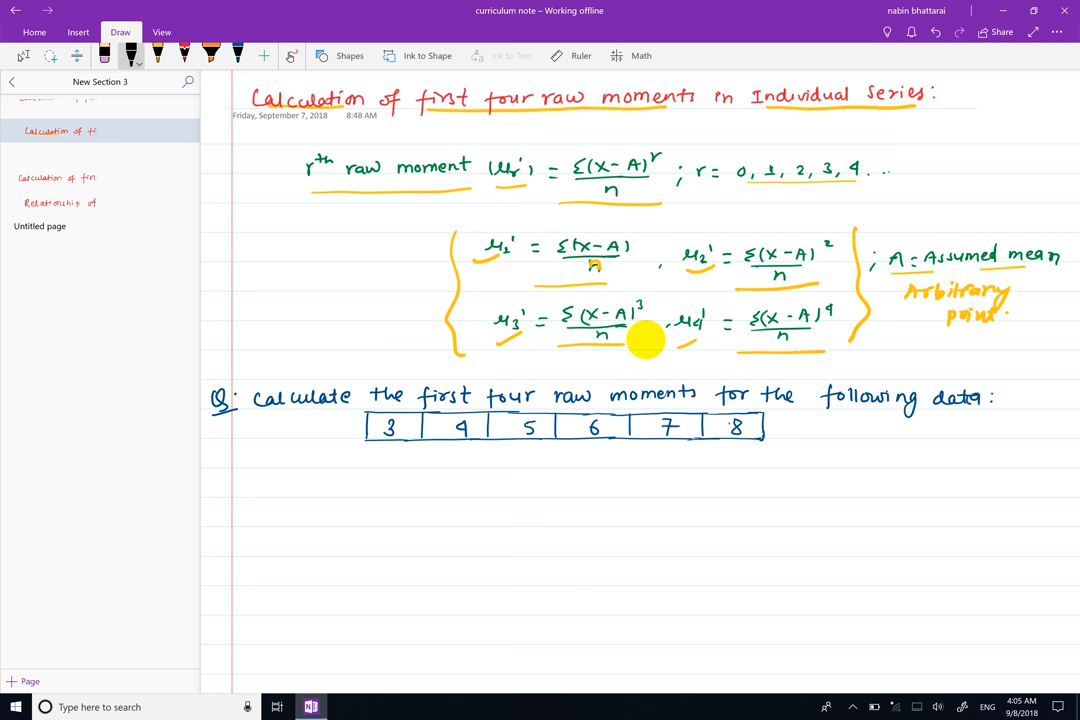 curriculum note – Working offline
nabin bhattarai
Home Insert Draw View
Share
Shapes Ink to Shape Ink to Text Ruler Math
New Section 3
Calculation of fi
Calculation of fin
Relationship of
Untitled page
Page
Calculation of first four raw moments in Individual Series:
Friday, September 7, 2018 8:48 AM
rth raw moment (μr') = Σ(X-A)^r / n ; r = 0, 1, 2, 3, 4 ...
μ1' = Σ(X-A) / n , μ2' = Σ(X-A)^2 / n ; A = Assumed mean
Arbitrary
μ3' = Σ(X-A)^3 / n , μ4' = Σ(X-A)^4 / n point.
Q. Calculate the first four raw moments for the following data:
3 4 5 6 7 8
Type here to search
ENG
4:05 AM
9/8/2018